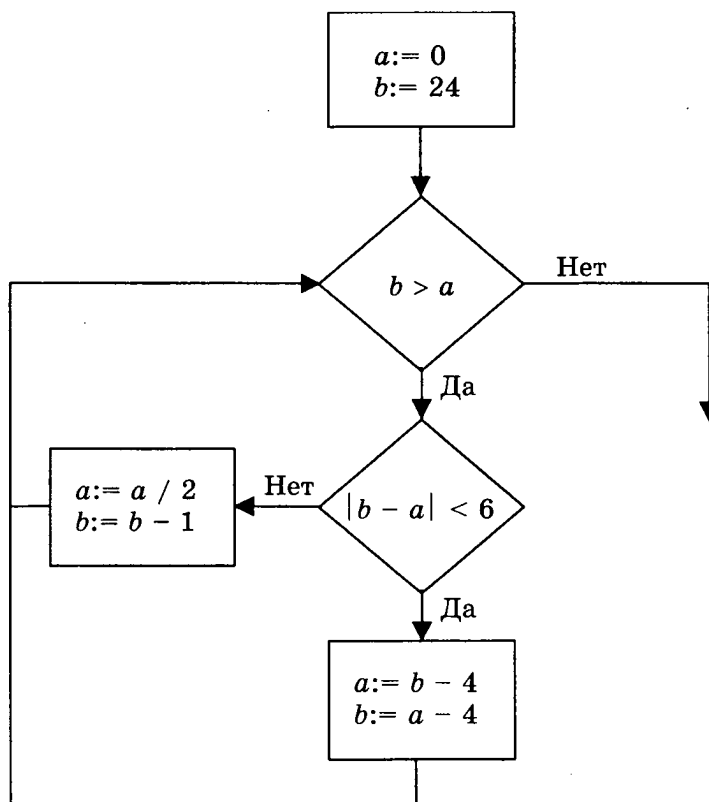 a:= 0
b:= 24
b > a
Нет
Да
a:= a / 2
b:= b − 1
Нет
|b − a| < 6
Да
a:= b − 4
b:= a − 4